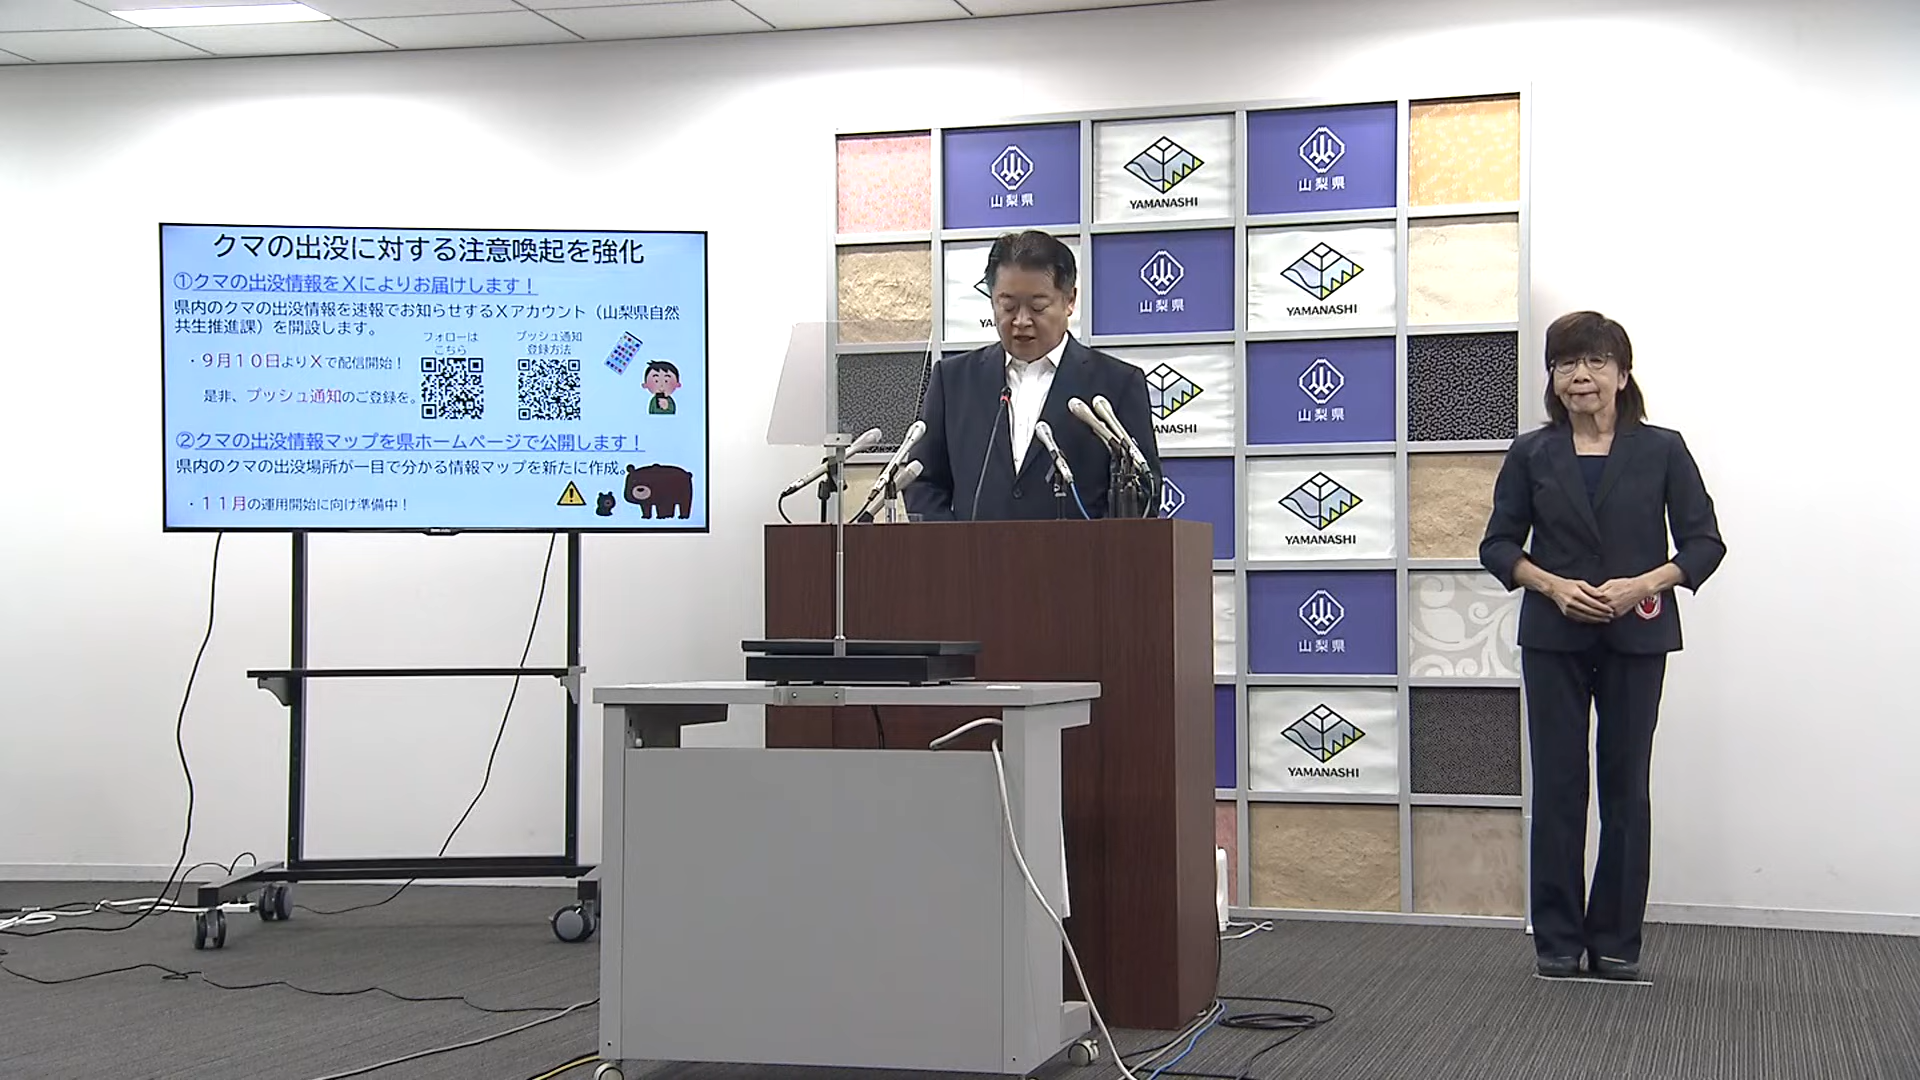 クマの出没に対する注意喚起を強化
①クマの出没情報をXによりお届けします！
県内のクマの出没情報を速報でお知らせするXアカウント（山梨県自然
共生推進課）を開設します。
フォローは
こちら
プッシュ通知
登録方法
・９月１０日よりXで配信開始！
是非、プッシュ通知のご登録を。
②クマの出没情報マップを県ホームページで公開します！
県内のクマの出没場所が一目で分かる情報マップを新たに作成。
・１１月の運用開始に向け準備中！
山梨県
YAMANASHI
山梨県
YA
山梨県
YAMANASHI
ANASHI
山梨県
YAMANASHI
山梨県
YAMANASHI